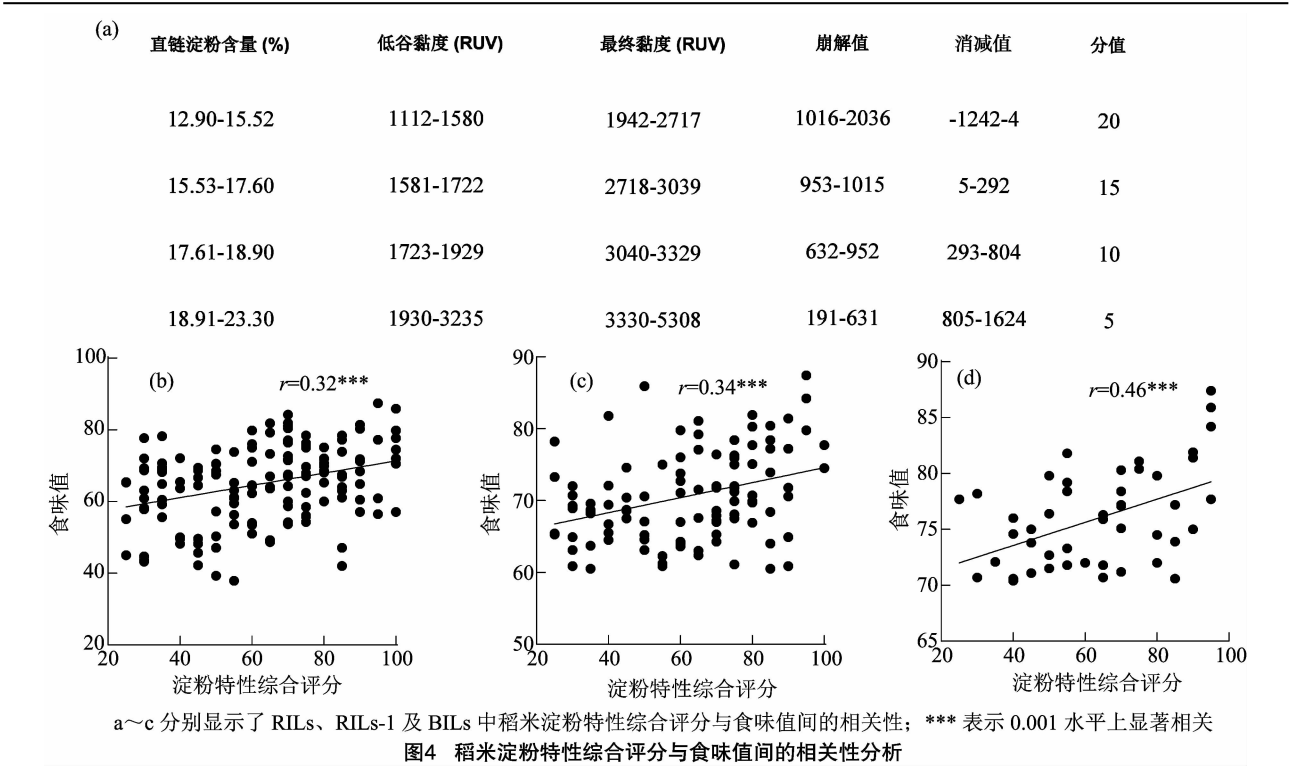 (a)
直链淀粉含量 (%) 低谷黏度 (RUV) 最终黏度 (RUV) 崩解值 消减值 分值
12.90-15.52 1112-1580 1942-2717 1016-2036 -1242-4 20
15.53-17.60 1581-1722 2718-3039 953-1015 5-292 15
17.61-18.90 1723-1929 3040-3329 632-952 293-804 10
18.91-23.30 1930-3235 3330-5308 191-631 805-1624 5
(b)
r=0.32***
100
80
60
40
20
食味值
20 40 60 80 100
淀粉特性综合评分
(c)
r=0.34***
90
80
70
60
50
食味值
20 40 60 80 100
淀粉特性综合评分
(d)
r=0.46***
90
85
80
75
70
65
食味值
20 40 60 80 100
淀粉特性综合评分
a～c 分别显示了 RILs、RILs-1 及 BILs 中稻米淀粉特性综合评分与食味值间的相关性；*** 表示 0.001 水平上显著相关
图4 稻米淀粉特性综合评分与食味值间的相关性分析